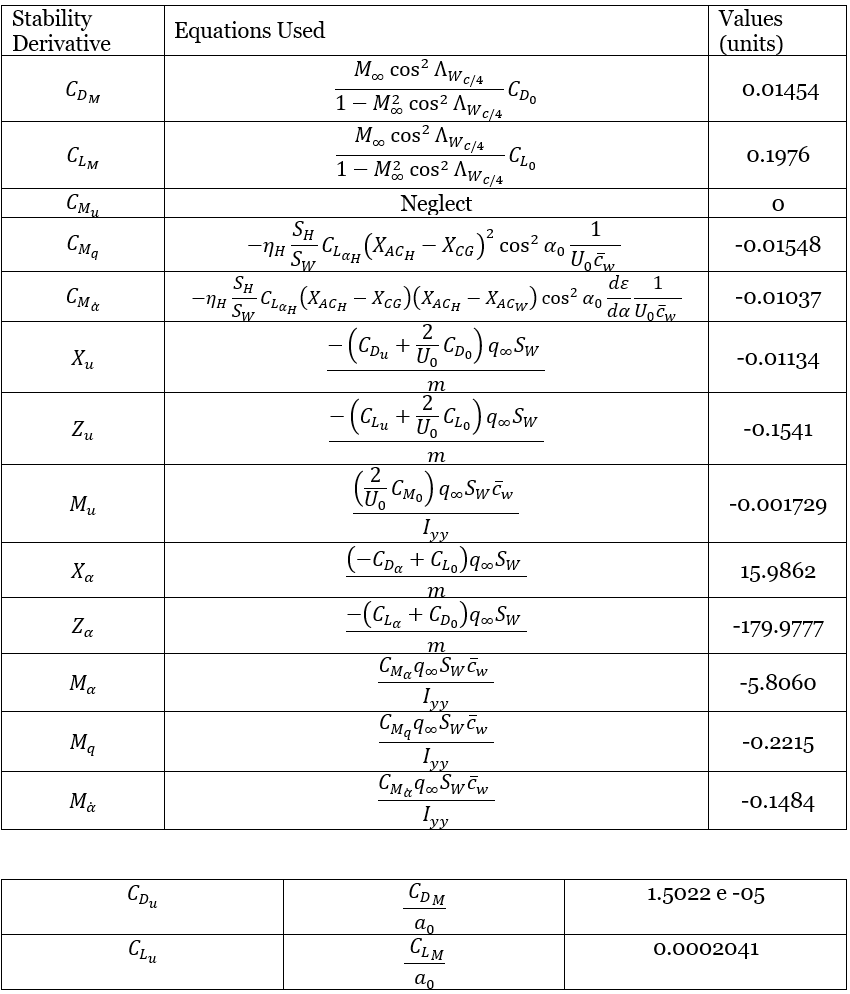 Stability Derivative | Equations Used | Values (units)
$C_{D_M}$ | $\frac{M_\infty \cos^2 \Lambda_{W_{c/4}}}{1 - M_\infty^2 \cos^2 \Lambda_{W_{c/4}}} C_{D_0}$ | 0.01454
$C_{L_M}$ | $\frac{M_\infty \cos^2 \Lambda_{W_{c/4}}}{1 - M_\infty^2 \cos^2 \Lambda_{W_{c/4}}} C_{L_0}$ | 0.1976
$C_{M_u}$ | Neglect | 0
$C_{M_q}$ | $-\eta_H \frac{S_H}{S_W} C_{L_{\alpha_H}} (X_{AC_H} - X_{CG})^2 \cos^2 \alpha_0 \frac{1}{U_0 \bar{c}_w}$ | -0.01548
$C_{M_{\dot{\alpha}}}$ | $-\eta_H \frac{S_H}{S_W} C_{L_{\alpha_H}} (X_{AC_H} - X_{CG})(X_{AC_H} - X_{AC_W}) \cos^2 \alpha_0 \frac{d\varepsilon}{d\alpha} \frac{1}{U_0 \bar{c}_w}$ | -0.01037
$X_u$ | $\frac{-\left(C_{D_u} + \frac{2}{U_0} C_{D_0}\right) q_\infty S_W}{m}$ | -0.01134
$Z_u$ | $\frac{-\left(C_{L_u} + \frac{2}{U_0} C_{L_0}\right) q_\infty S_W}{m}$ | -0.1541
$M_u$ | $\frac{\left(\frac{2}{U_0} C_{M_0}\right) q_\infty S_W \bar{c}_w}{I_{yy}}$ | -0.001729
$X_\alpha$ | $\frac{(-C_{D_\alpha} + C_{L_0}) q_\infty S_W}{m}$ | 15.9862
$Z_\alpha$ | $\frac{-(C_{L_\alpha} + C_{D_0}) q_\infty S_W}{m}$ | -179.9777
$M_\alpha$ | $\frac{C_{M_\alpha} q_\infty S_W \bar{c}_w}{I_{yy}}$ | -5.8060
$M_q$ | $\frac{C_{M_q} q_\infty S_W \bar{c}_w}{I_{yy}}$ | -0.2215
$M_{\dot{\alpha}}$ | $\frac{C_{M_{\dot{\alpha}}} q_\infty S_W \bar{c}_w}{I_{yy}}$ | -0.1484
$C_{D_u}$ | $\frac{C_{D_M}}{a_0}$ | 1.5022 e -05
$C_{L_u}$ | $\frac{C_{L_M}}{a_0}$ | 0.0002041